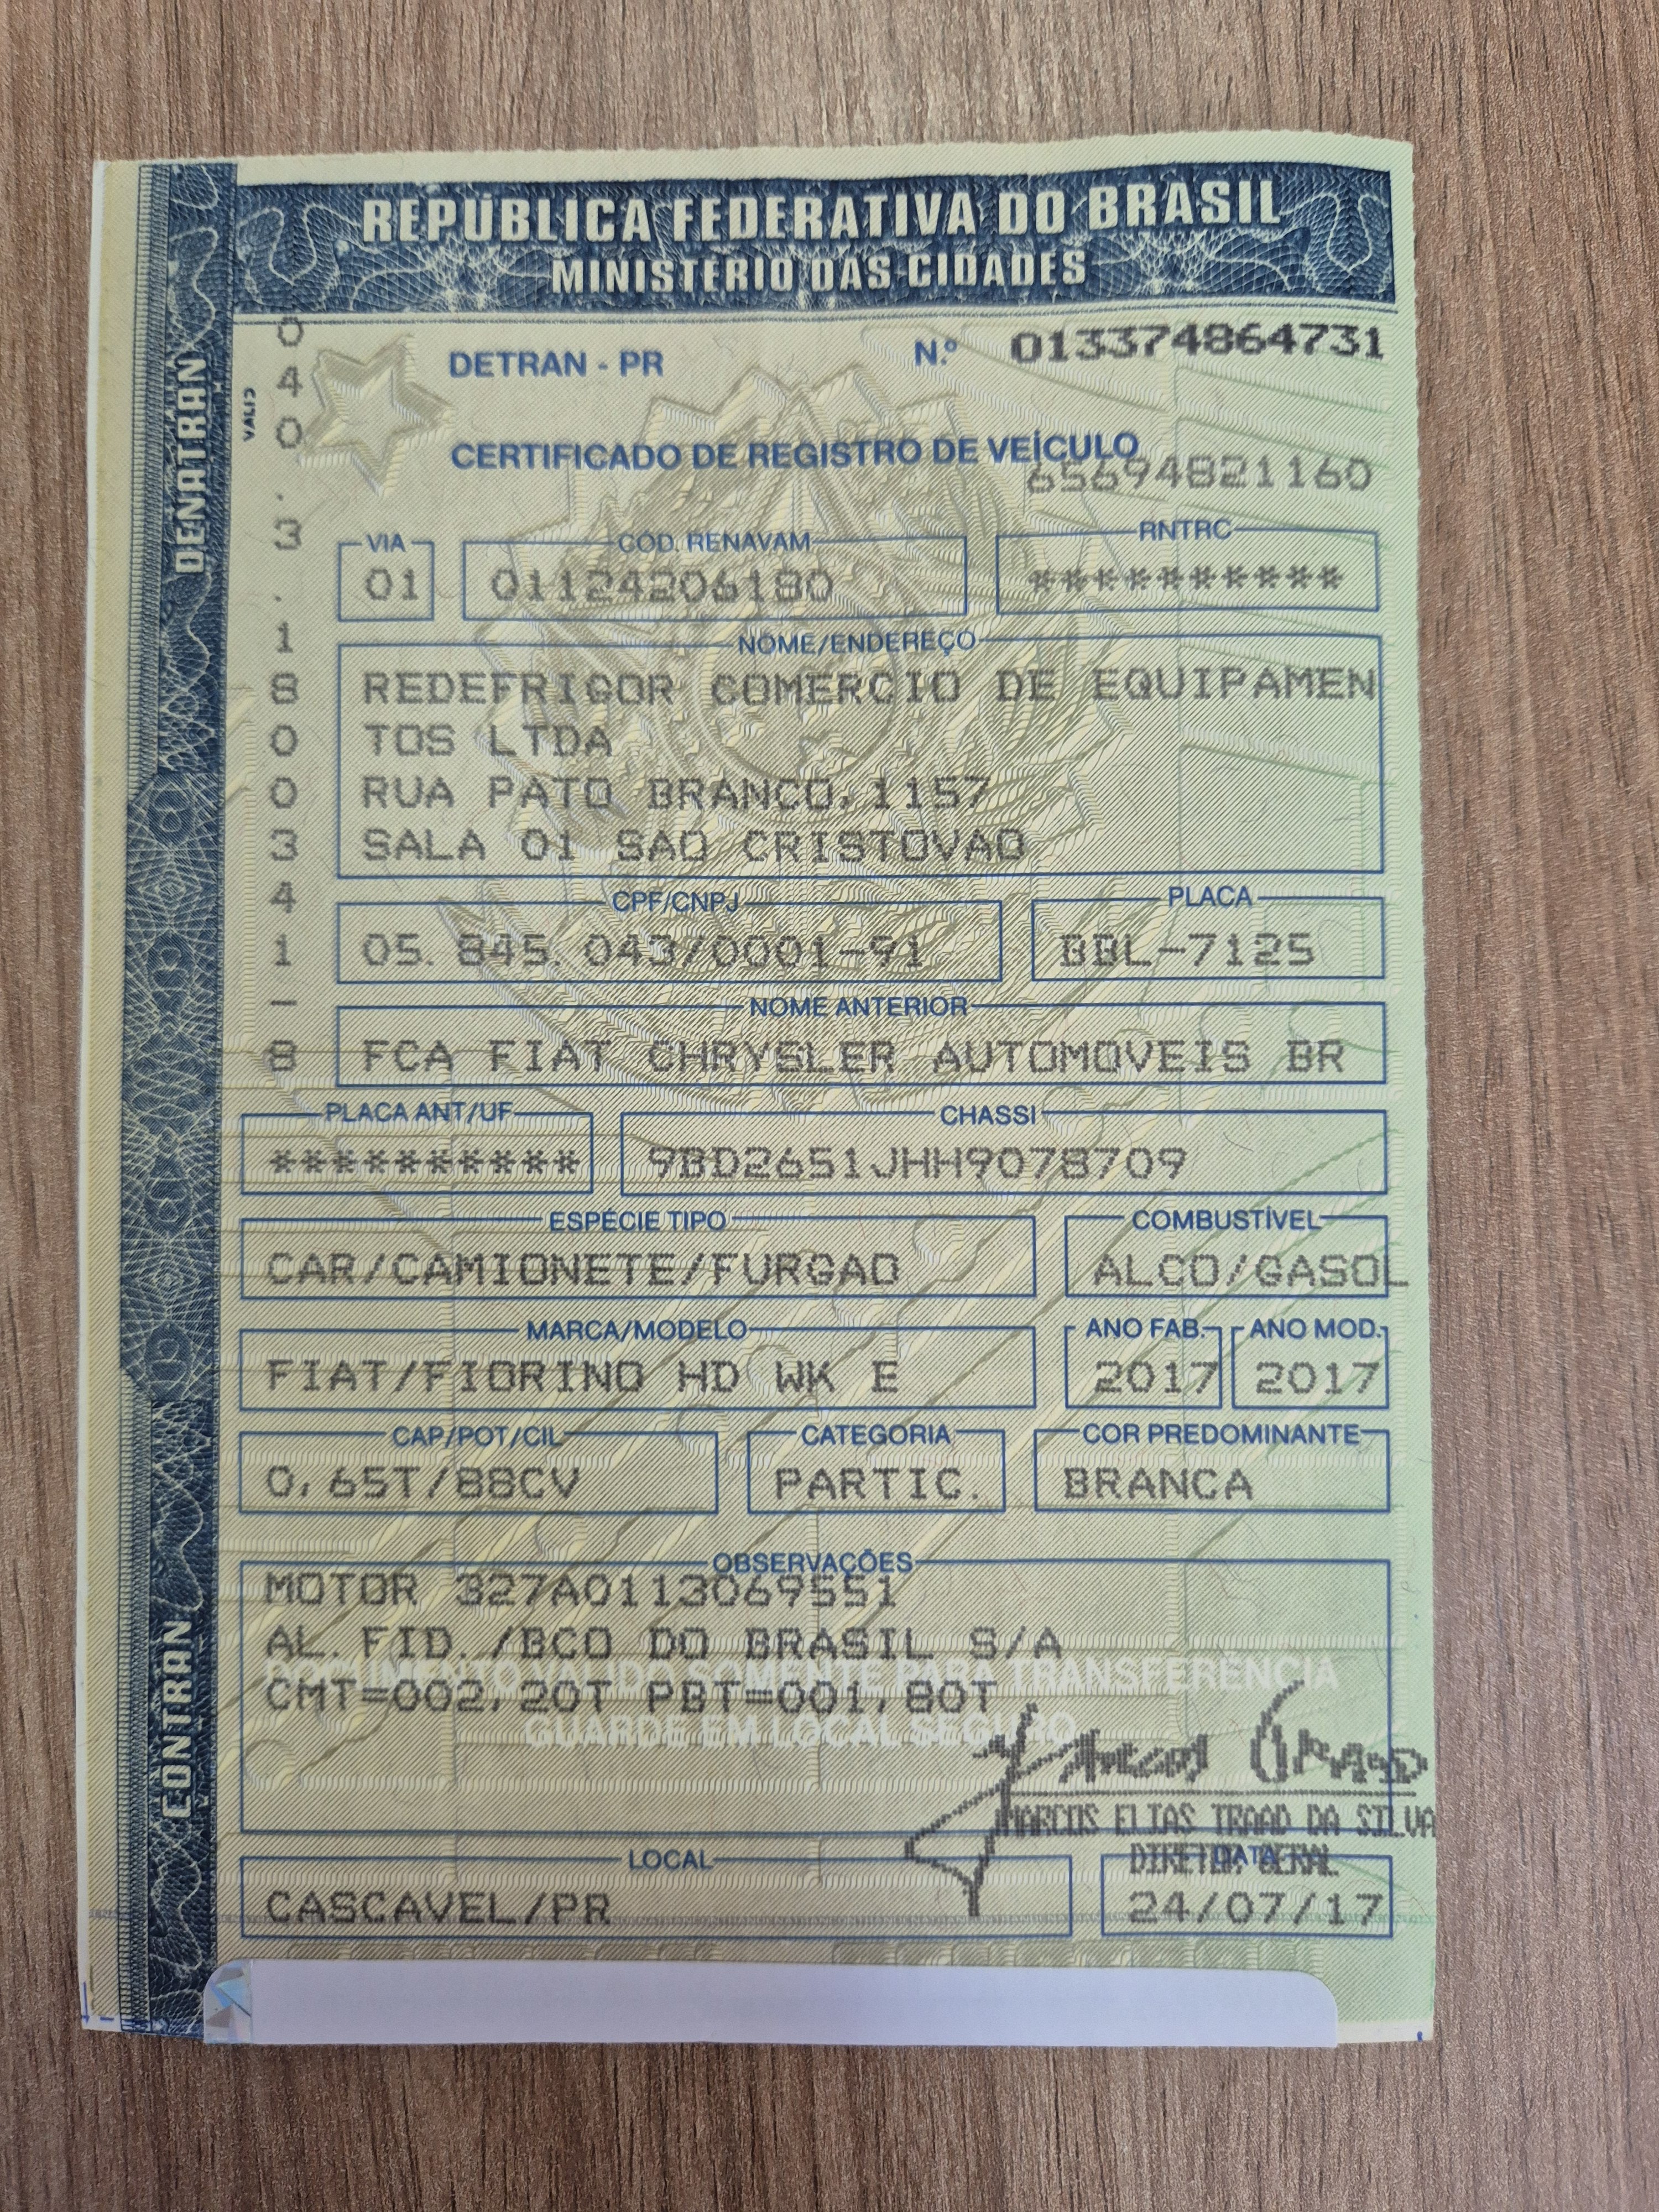 REPÚBLICA FEDERATIVA DO BRASIL
MINISTÉRIO DAS CIDADES
DENATRAN
CONTRAN
DETRAN - PR
N.º 013374864731
CERTIFICADO DE REGISTRO DE VEÍCULO
65694821160
040.3.1800341-8
VIA
01
COD. RENAVAM
01124206180
RNTRC
**********
NOME/ENDEREÇO
REDEFRIGOR COMERCIO DE EQUIPAMEN
TOS LTDA
RUA PATO BRANCO, 1157
SALA 01 SAO CRISTOVAO
CPF/CNPJ
05. 845. 043/0001-91
PLACA
BBL-7125
NOME ANTERIOR
FCA FIAT CHRYSLER AUTOMOVEIS BR
PLACA ANT/UF
**********
CHASSI
9BD2651JHH9078709
ESPÉCIE TIPO
CAR/CAMIONETE/FURGAO
COMBUSTÍVEL
ALCO/GASOL
MARCA/MODELO
FIAT/FIORINO HD WK E
ANO FAB.
2017
ANO MOD.
2017
CAP/POT/CIL
0,65T/88CV
CATEGORIA
PARTIC.
COR PREDOMINANTE
BRANCA
OBSERVAÇÕES
MOTOR 327A0113069551
AL. FID. /BCO DO BRASIL S/A
DOCUMENTO VÁLIDO SOMENTE PARA TRANSFERÊNCIA
CMT=002,20T PBT=001,80T
GUARDE EM LOCAL SEGURO
MARCOS ELIAS TRAAD DA SILVA
DIRETOR GERAL
LOCAL
CASCAVEL/PR
DATA
24/07/17